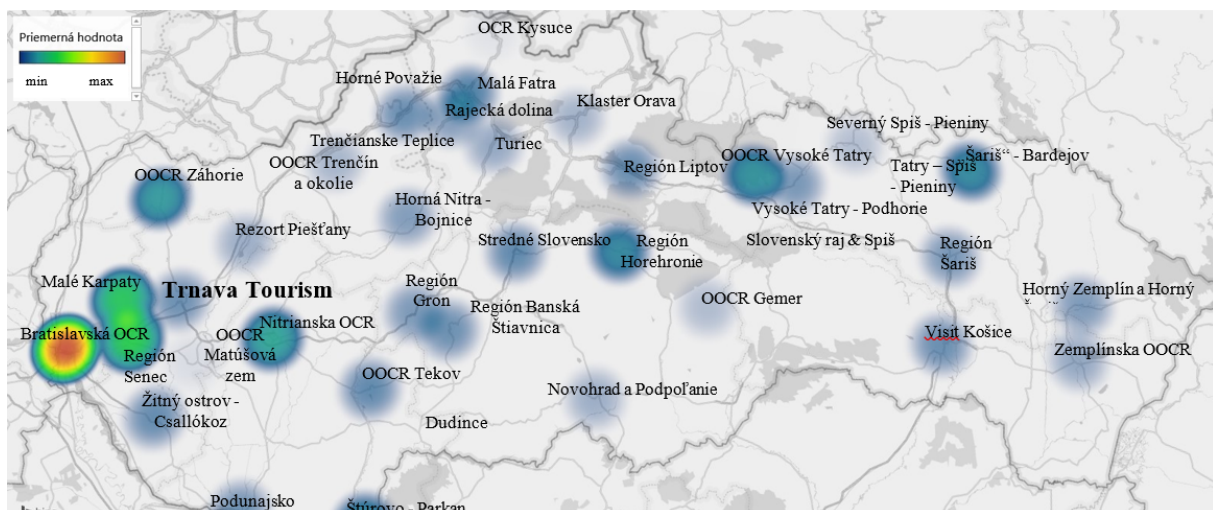 Priemerná hodnota
min max
OCR Kysuce
Horné Považie
Malá Fatra
Rajecká dolina
Klaster Orava
Trenčianske Teplice
Turiec
Severný Spiš - Pieniny
OOCR Trenčín
a okolie
Región Liptov
OOCR Vysoké Tatry
Tatry – Spiš
- Pieniny
Šariš“ - Bardejov
OOCR Záhorie
Horná Nitra -
Bojnice
Vysoké Tatry - Podhorie
Rezort Piešťany
Stredné Slovensko
Región
Horehronie
Slovenský raj & Spiš
Región
Šariš
Malé Karpaty
Trnava Tourism
Región
Gron
Región Banská
Štiavnica
OOCR Gemer
Horný Zemplín a Horný
Bratislavská OCR
Nitrianska OCR
OOCR
Matúšová
zem
Región
Senec
Visit Košice
Zemplínska OOCR
OOCR Tekov
Novohrad a Podpoľanie
Žitný ostrov -
Csallókoz
Dudince
Podunajsko
Štúrovo - Parkan